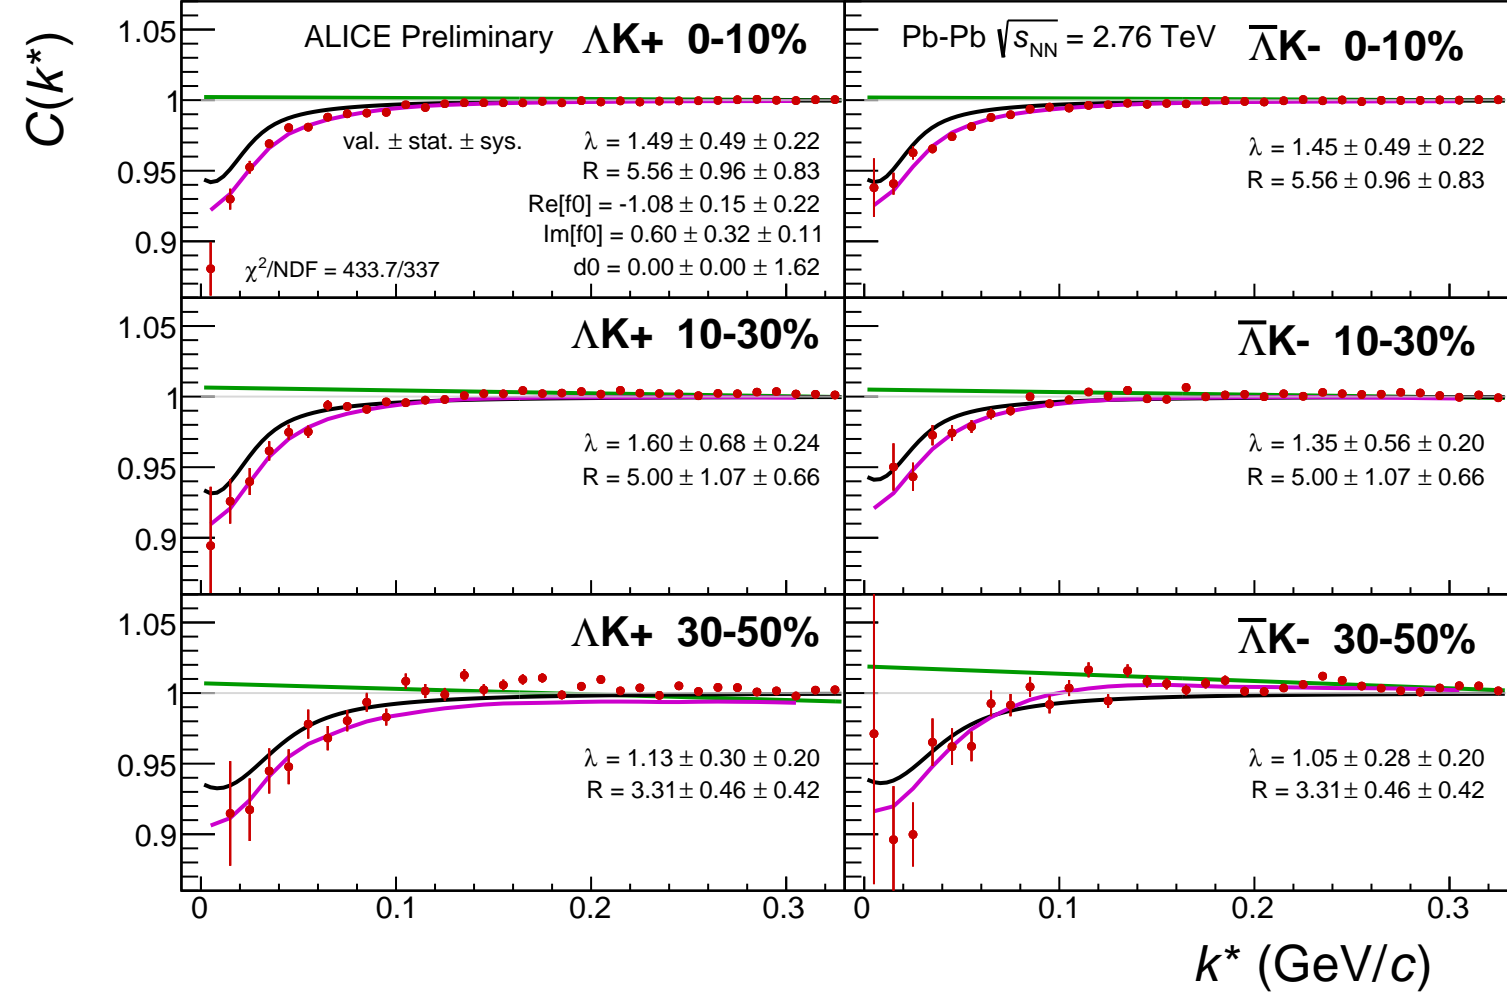 C(k*)
1.05
1
0.95
0.9
ALICE Preliminary ΛK+ 0-10%
val. ± stat. ± sys.
λ = 1.49 ± 0.49 ± 0.22
R = 5.56 ± 0.96 ± 0.83
Re[f0] = -1.08 ± 0.15 ± 0.22
Im[f0] = 0.60 ± 0.32 ± 0.11
d0 = 0.00 ± 0.00 ± 1.62
χ²/NDF = 433.7/337
Pb-Pb √s_NN = 2.76 TeV Λ̅K- 0-10%
λ = 1.45 ± 0.49 ± 0.22
R = 5.56 ± 0.96 ± 0.83
1.05
1
0.95
0.9
ΛK+ 10-30%
λ = 1.60 ± 0.68 ± 0.24
R = 5.00 ± 1.07 ± 0.66
Λ̅K- 10-30%
λ = 1.35 ± 0.56 ± 0.20
R = 5.00 ± 1.07 ± 0.66
1.05
1
0.95
0.9
ΛK+ 30-50%
λ = 1.13 ± 0.30 ± 0.20
R = 3.31 ± 0.46 ± 0.42
Λ̅K- 30-50%
λ = 1.05 ± 0.28 ± 0.20
R = 3.31 ± 0.46 ± 0.42
0 0.1 0.2 0.3
0 0.1 0.2 0.3
k* (GeV/c)